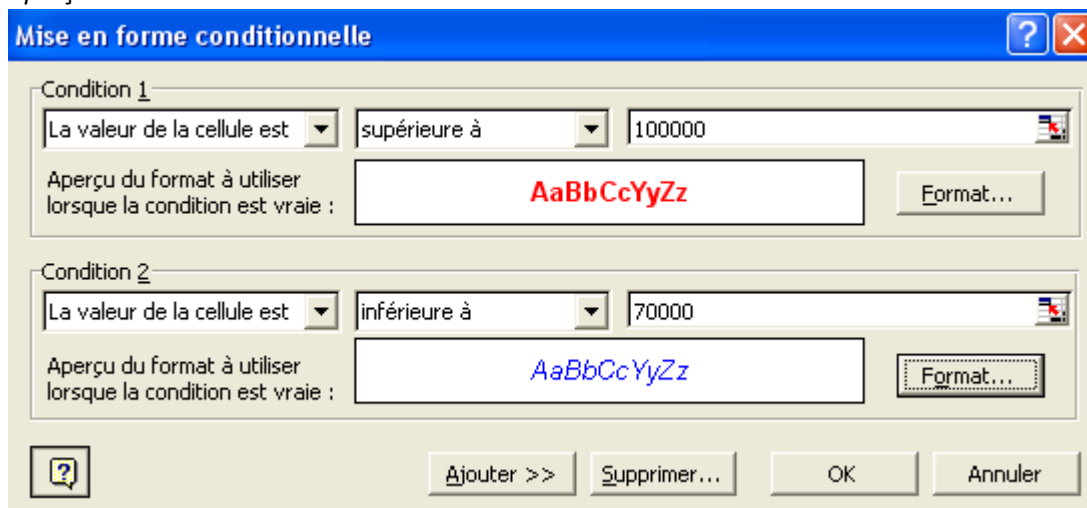 Mise en forme conditionnelle
Condition 1
La valeur de la cellule est supérieure à 100000
Aperçu du format à utiliser
lorsque la condition est vraie :
AaBbCcYyZz
Format...
Condition 2
La valeur de la cellule est inférieure à 70000
Aperçu du format à utiliser
lorsque la condition est vraie :
AaBbCcYyZz
Format...
Ajouter >> Supprimer... OK Annuler